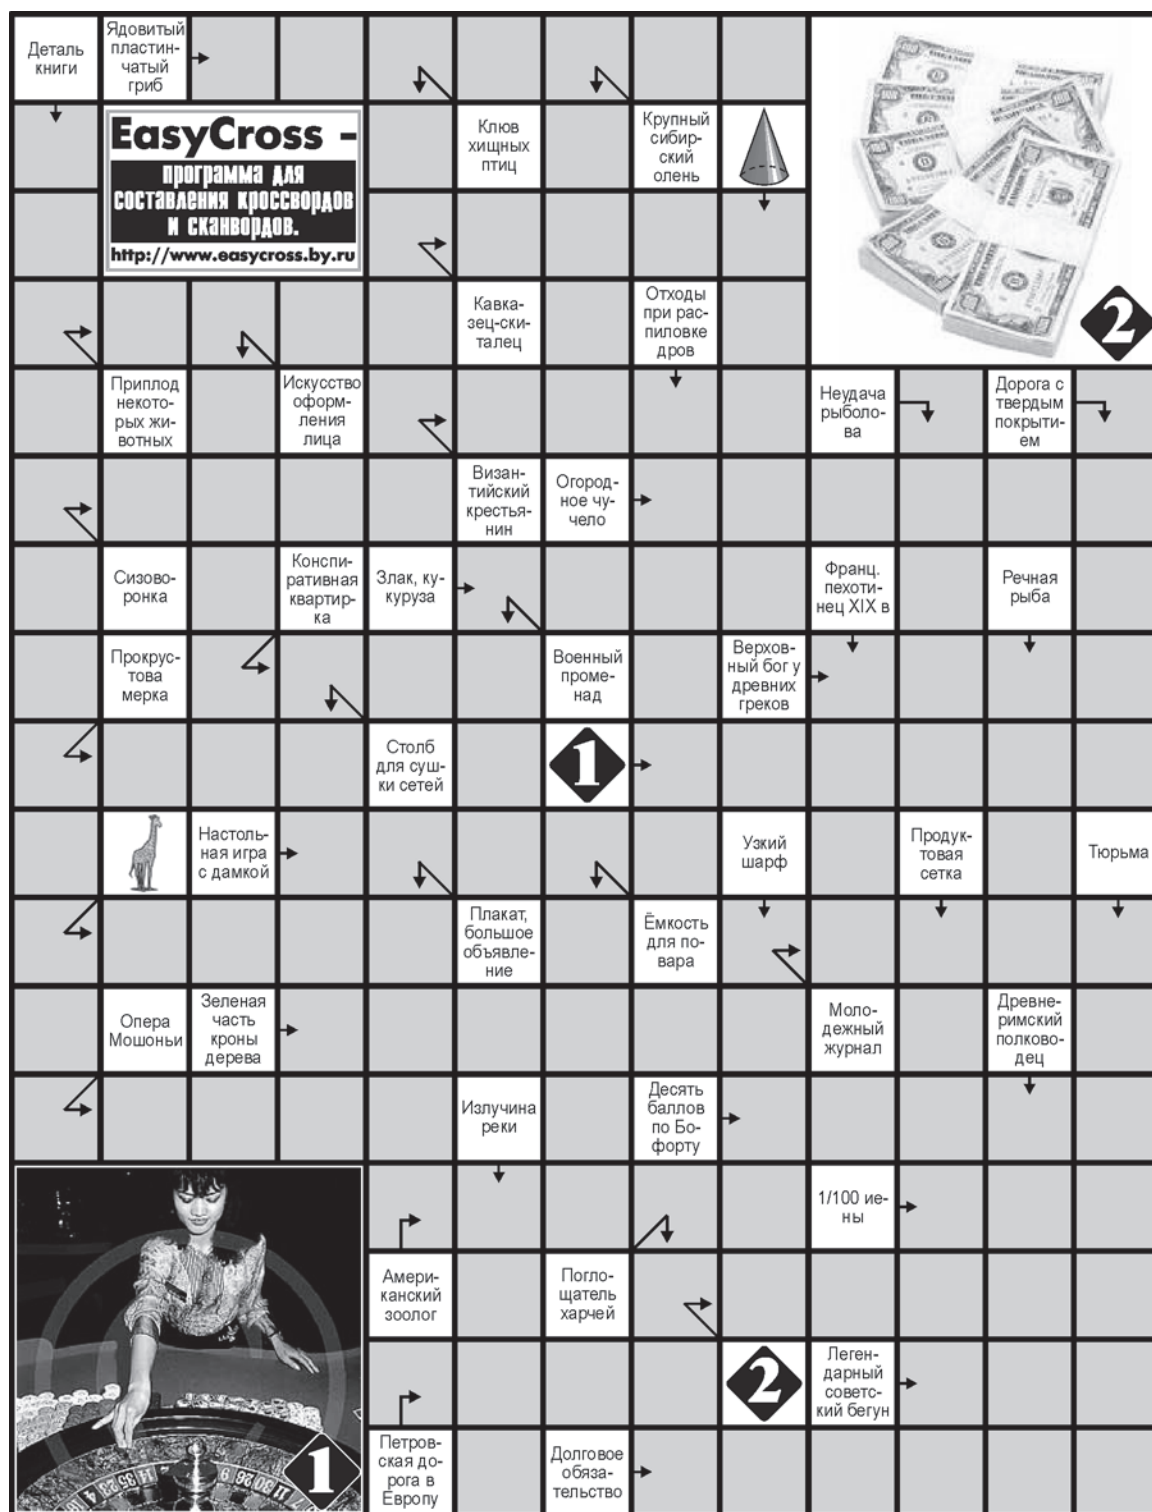 Деталь
книги
Ядовитый
пластин-
чатый
гриб
EasyCross -
программа для
составления кроссвордов
и сканвордов.
http://www.easycross.by.ru
Клюв
хищных
птиц
Крупный
сибир-
ский
олень
2
Кавка-
зец-ски-
талец
Отходы
при рас-
пиловке
дров
Приплод
некото-
рых жи-
вотных
Искусство
оформ-
ления
лица
Неудача
рыболо-
ва
Дорога с
твердым
покрыти-
ем
Визан-
тийский
крестья-
нин
Огород-
ное чу-
чело
Сизово-
ронка
Конспи-
ративная
квартир-
ка
Злак, ку-
куруза
Франц.
пехоти-
нец XIX в
Речная
рыба
Прокрус-
това
мерка
Военный
проме-
над
Верхов-
ный бог у
древних
греков
Столб
для суш-
ки сетей
1
Настоль-
ная игра
с дамкой
Узкий
шарф
Продук-
товая
сетка
Тюрьма
Плакат,
большое
объявле-
ние
Ёмкость
для по-
вара
Опера
Мошоньи
Зеленая
часть
кроны
дерева
Моло-
дежный
журнал
Древне-
римский
полково-
дец
Излучина
реки
Десять
баллов
по Бо-
форту
1/100 ие-
ны
Амери-
канский
зоолог
Погло-
щатель
харчей
2
Леген-
дарный
советс-
кий бегун
1
Петров-
ская до-
рога в
Европу
Долговое
обяза-
тельство